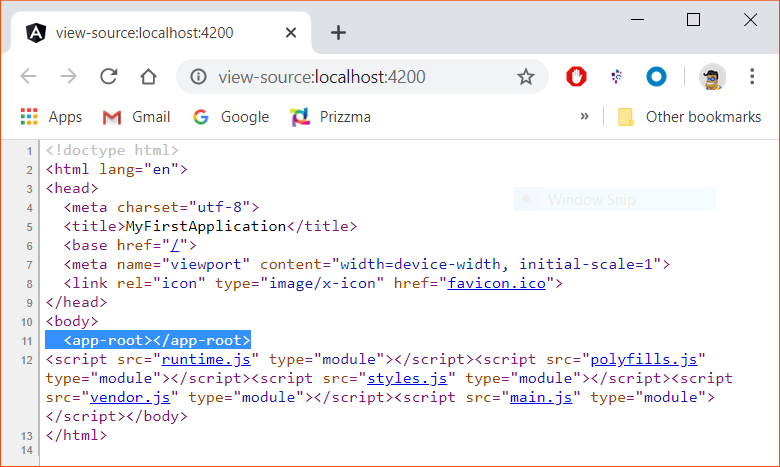 view-source:localhost:4200
view-source:localhost:4200
Apps Gmail Google Prizzma » Other bookmarks
Window Snip
1 <!doctype html>
2 <html lang="en">
3 <head>
4 <meta charset="utf-8">
5 <title>MyFirstApplication</title>
6 <base href="/">
7 <meta name="viewport" content="width=device-width, initial-scale=1">
8 <link rel="icon" type="image/x-icon" href="favicon.ico">
9 </head>
10 <body>
11 <app-root></app-root>
12 <script src="runtime.js" type="module"></script><script src="polyfills.js"
type="module"></script><script src="styles.js" type="module"></script><script
src="vendor.js" type="module"></script><script src="main.js" type="module">
</script></body>
13 </html>
14